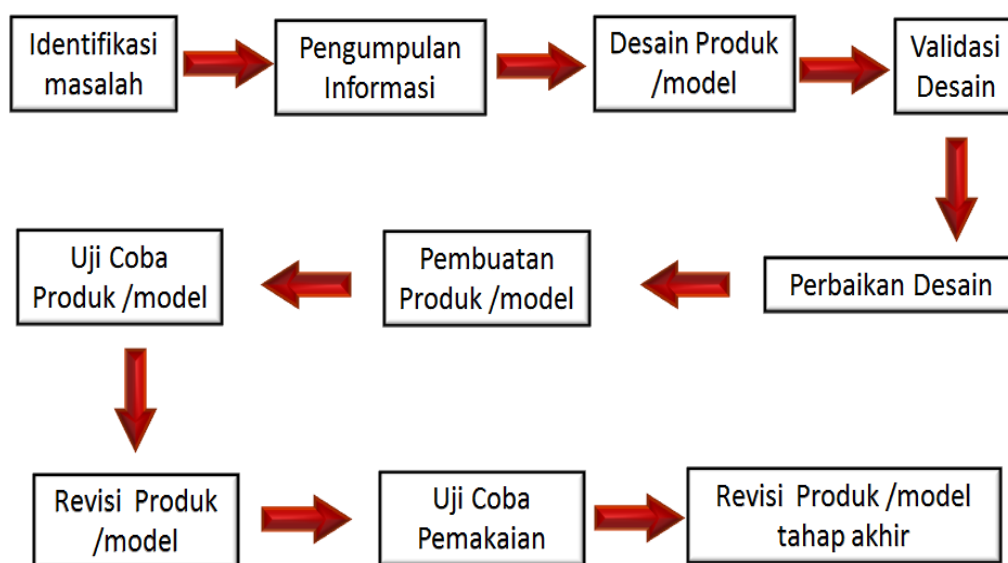 Identifikasi
masalah
Pengumpulan
Informasi
Desain Produk
/model
Validasi
Desain
Perbaikan Desain
Pembuatan
Produk /model
Uji Coba
Produk /model
Revisi Produk
/model
Uji Coba
Pemakaian
Revisi Produk /model
tahap akhir